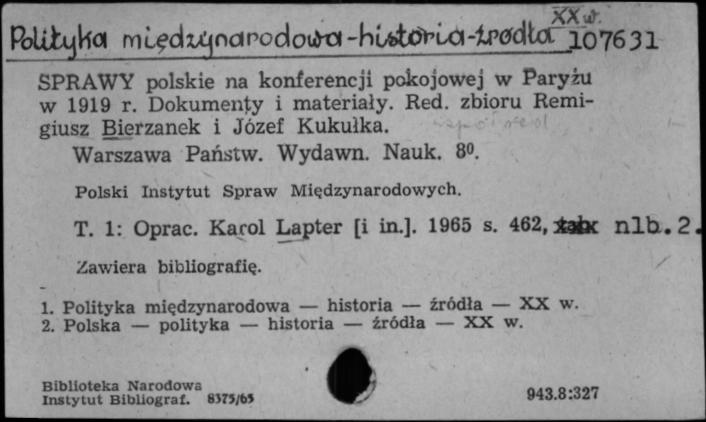 XX w.
Polityka międzynarodowa-historia-źródła 107631
SPRAWY polskie na konferencji pokojowej w Paryżu
w 1919 r. Dokumenty i materiały. Red. zbioru Remi-
giusz Bierzanek i Józef Kukułka.
Warszawa Państw. Wydawn. Nauk. 8º.
Polski Instytut Spraw Międzynarodowych.
T. 1: Oprac. Karol Lapter [i in.]. 1965 s. 462, nlb.2.
Zawiera bibliografię.
1. Polityka międzynarodowa — historia — źródła — XX w.
2. Polska — polityka — historia — źródła — XX w.
Biblioteka Narodowa
Instytut Bibliograf. 8375/65
943.8:327